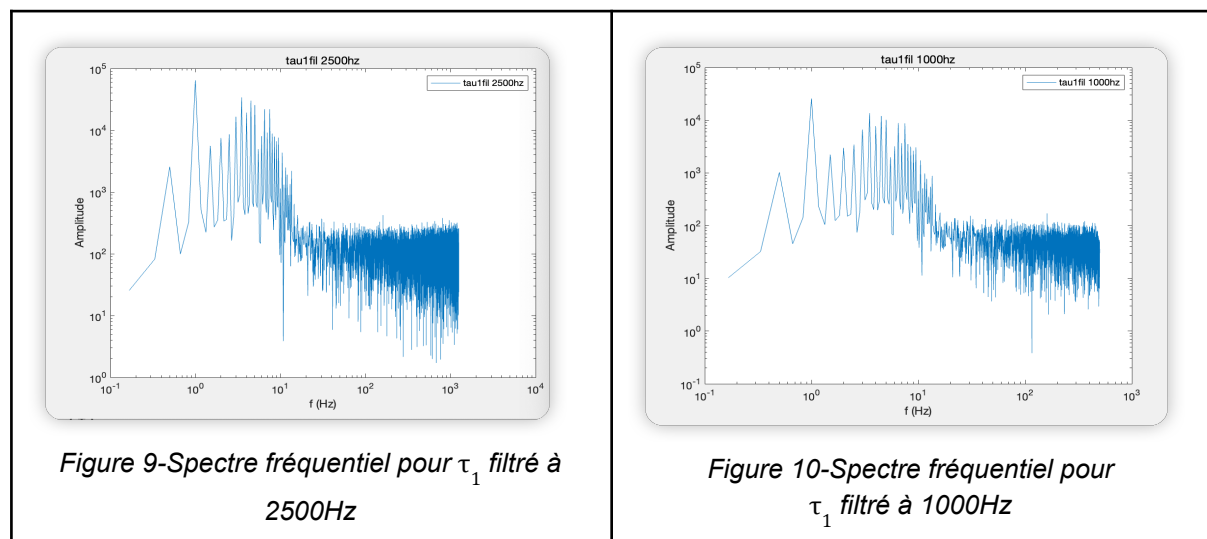 tau1fil 2500hz
tau1fil 2500hz
10^5
10^4
10^3
10^2
10^1
10^0
Amplitude
10^-1 10^0 10^1 10^2 10^3 10^4
f (Hz)
Figure 9-Spectre fréquentiel pour τ_1 filtré à
2500Hz
tau1fil 1000hz
tau1fil 1000hz
10^5
10^4
10^3
10^2
10^1
10^0
10^-1
Amplitude
10^-1 10^0 10^1 10^2 10^3
f (Hz)
Figure 10-Spectre fréquentiel pour
τ_1 filtré à 1000Hz